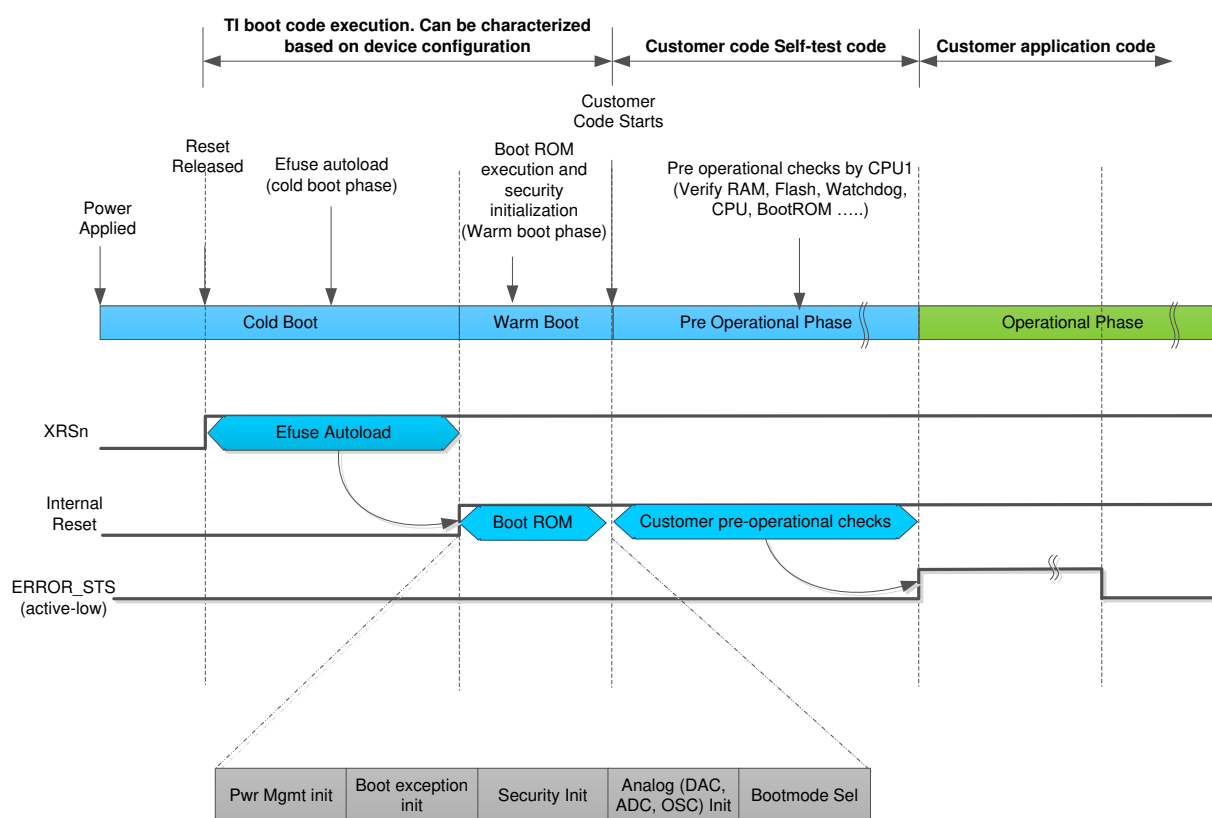 TI boot code execution. Can be characterized
based on device configuration
Customer code Self-test code
Customer application code
Customer
Code Starts
Reset
Released
Efuse autoload
(cold boot phase)
Boot ROM
execution and
security
initialization
(Warm boot phase)
Pre operational checks by CPU1
(Verify RAM, Flash, Watchdog,
CPU, BootROM …..)
Power
Applied
Cold Boot
Warm Boot
Pre Operational Phase
Operational Phase
XRSn
Efuse Autoload
Internal
Reset
Boot ROM
Customer pre-operational checks
ERROR_STS
(active-low)
Pwr Mgmt init
Boot exception
init
Security Init
Analog (DAC,
ADC, OSC) Init
Bootmode Sel